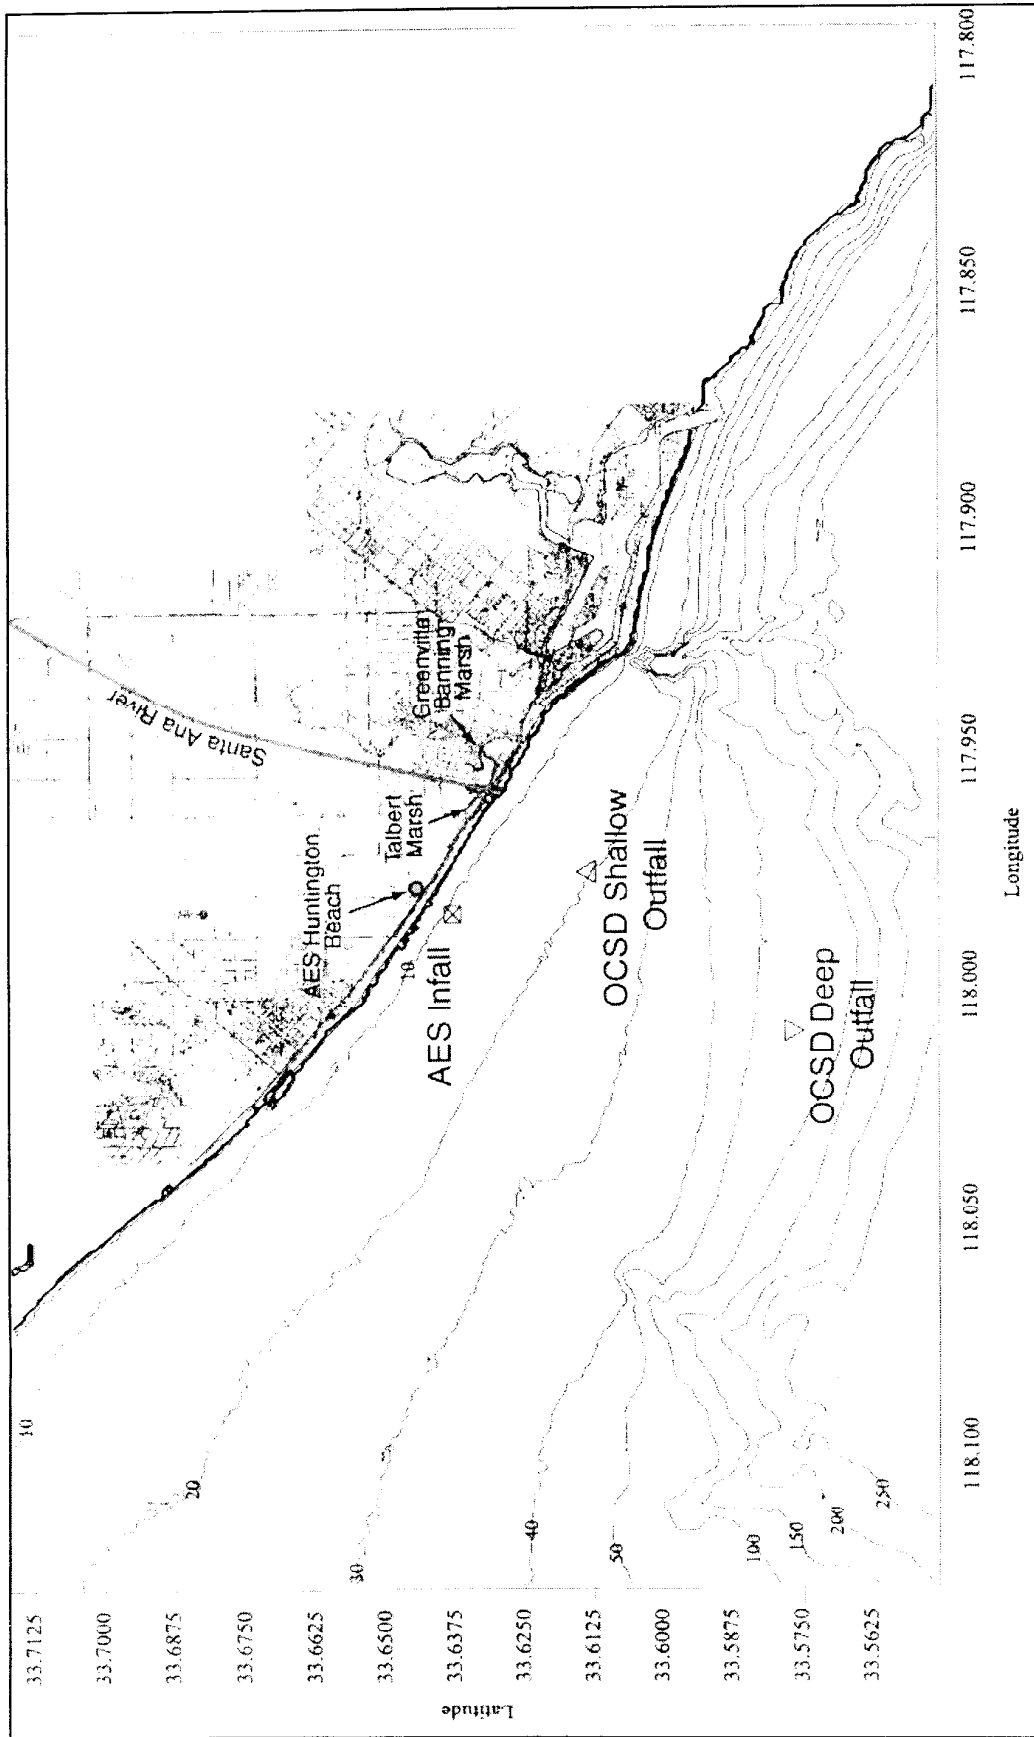 Latitude
33.7125
33.7000
33.6875
33.6750
33.6625
33.6500
33.6375
33.6250
33.6125
33.6000
33.5875
33.5750
33.5625
10
20
30
40
50
100
150
200
250
10
Santa Ana River
Greenville
Banning
Marsh
Talbert
Marsh
AES Huntington
Beach
AES Infall
OCSD Shallow
Outfall
OCSD Deep
Outfall
118.100
118.050
118.000
117.950
117.900
117.850
117.800
Longitude